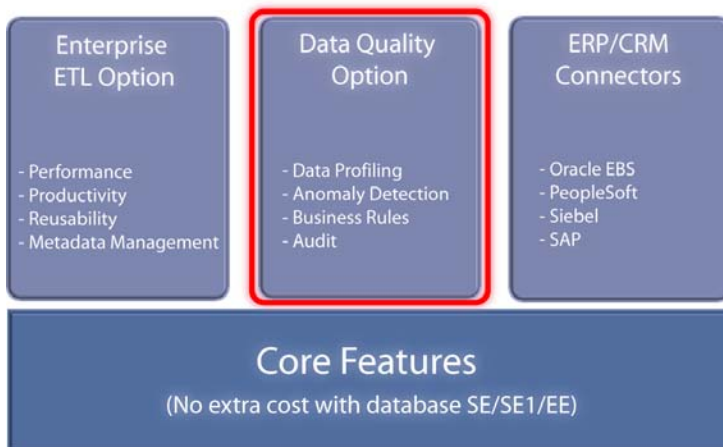 Enterprise
ETL Option
- Performance
- Productivity
- Reusability
- Metadata Management
Data Quality
Option
- Data Profiling
- Anomaly Detection
- Business Rules
- Audit
ERP/CRM
Connectors
- Oracle EBS
- PeopleSoft
- Siebel
- SAP
Core Features
(No extra cost with database SE/SE1/EE)